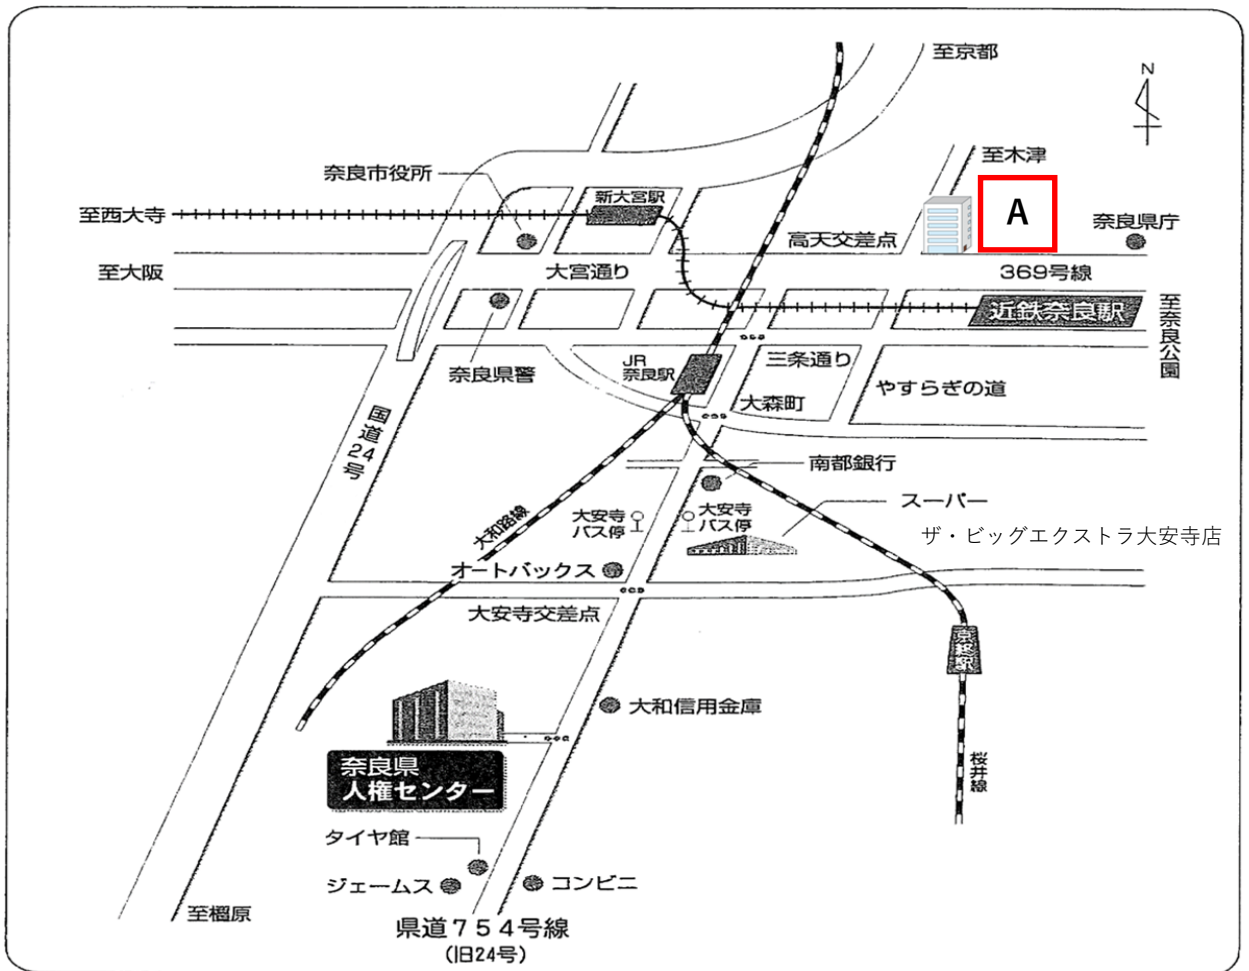 至京都
N
至木津
奈良市役所
新大宮駅
A
至西大寺
奈良県庁
高天交差点
至大阪
大宮通り
369号線
近鉄奈良駅
至奈良公園
奈良県警
JR
奈良駅
三条通り
やすらぎの道
大森町
国道24号
南都銀行
スーパー
大安寺
バス停
大安寺
バス停
大和路線
ザ・ビッグエクストラ大安寺店
オートバックス
大安寺交差点
京終駅
大和信用金庫
奈良県
人権センター
桜井線
タイヤ館
ジェームス
コンビニ
至橿原
県道754号線
(旧24号)